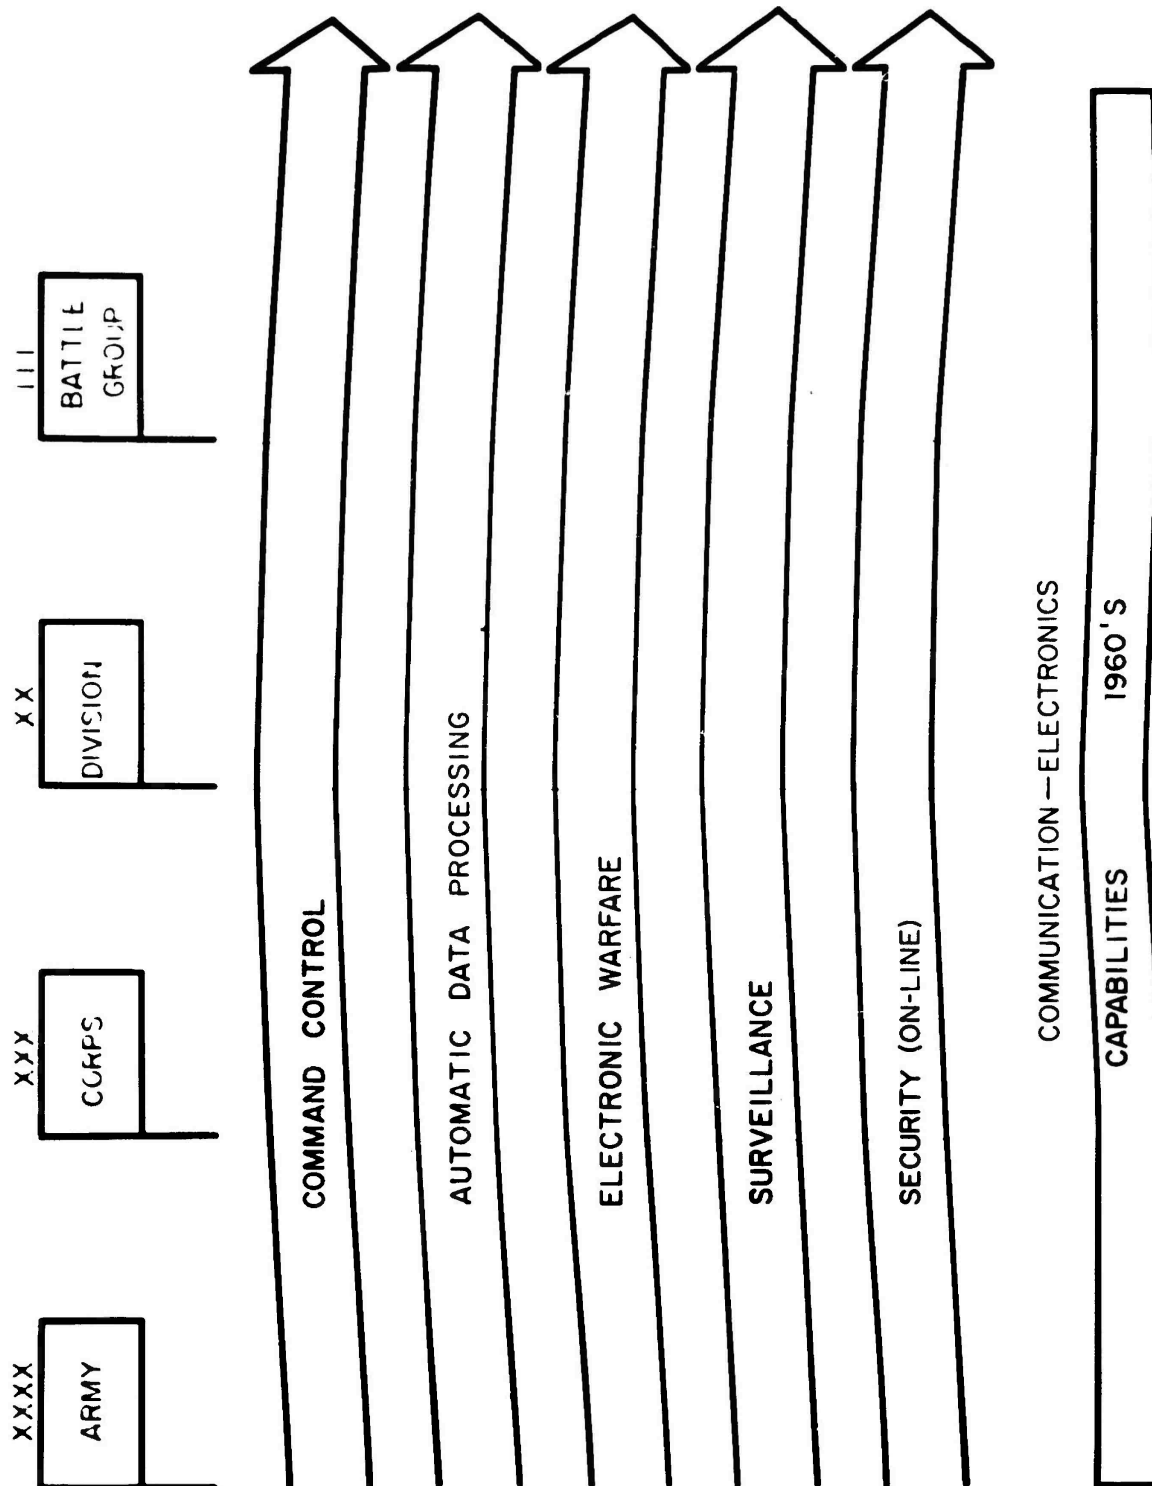 XXXX
ARMY
XXX
CORPS
XX
DIVISION
III
BATTLE
GROUP
COMMAND CONTROL
AUTOMATIC DATA PROCESSING
ELECTRONIC WARFARE
SURVEILLANCE
SECURITY (ON-LINE)
COMMUNICATION—ELECTRONICS
CAPABILITIES 1960'S